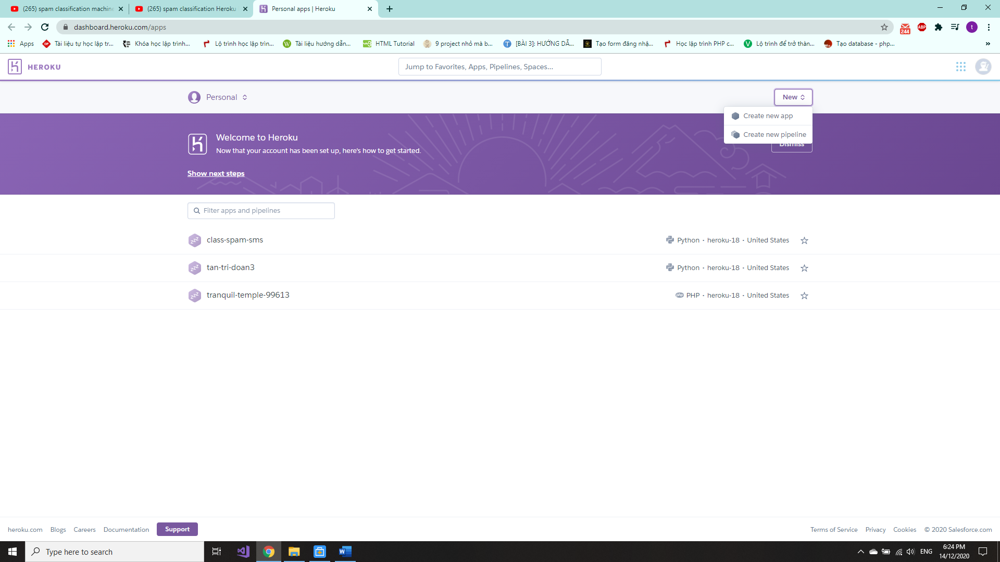 (265) spam classification machine
(265) spam classification Heroku
Personal apps | Heroku
dashboard.heroku.com/apps
244
ABP
t
Apps
Tài liệu tự học lập tr...
Khóa học lập trình...
Lộ trình học lập trìn...
Tài liệu hướng dẫn...
HTML Tutorial
9 project nhỏ mà b...
[BÀI 3]: HƯỚNG DẪ...
Tạo form đăng nhậ...
Học lập trình PHP c...
Lộ trình để trở thàn...
Tạo database - php...
»
HEROKU
Jump to Favorites, Apps, Pipelines, Spaces...
Personal
New
Create new app
Create new pipeline
Dismiss
Welcome to Heroku
Now that your account has been set up, here's how to get started.
Show next steps
Filter apps and pipelines
class-spam-sms
Python · heroku-18 · United States
tan-tri-doan3
Python · heroku-18 · United States
tranquil-temple-99613
php PHP · heroku-18 · United States
heroku.com Blogs Careers Documentation Support
Terms of Service Privacy Cookies © 2020 Salesforce.com
Type here to search
ENG
6:24 PM
14/12/2020